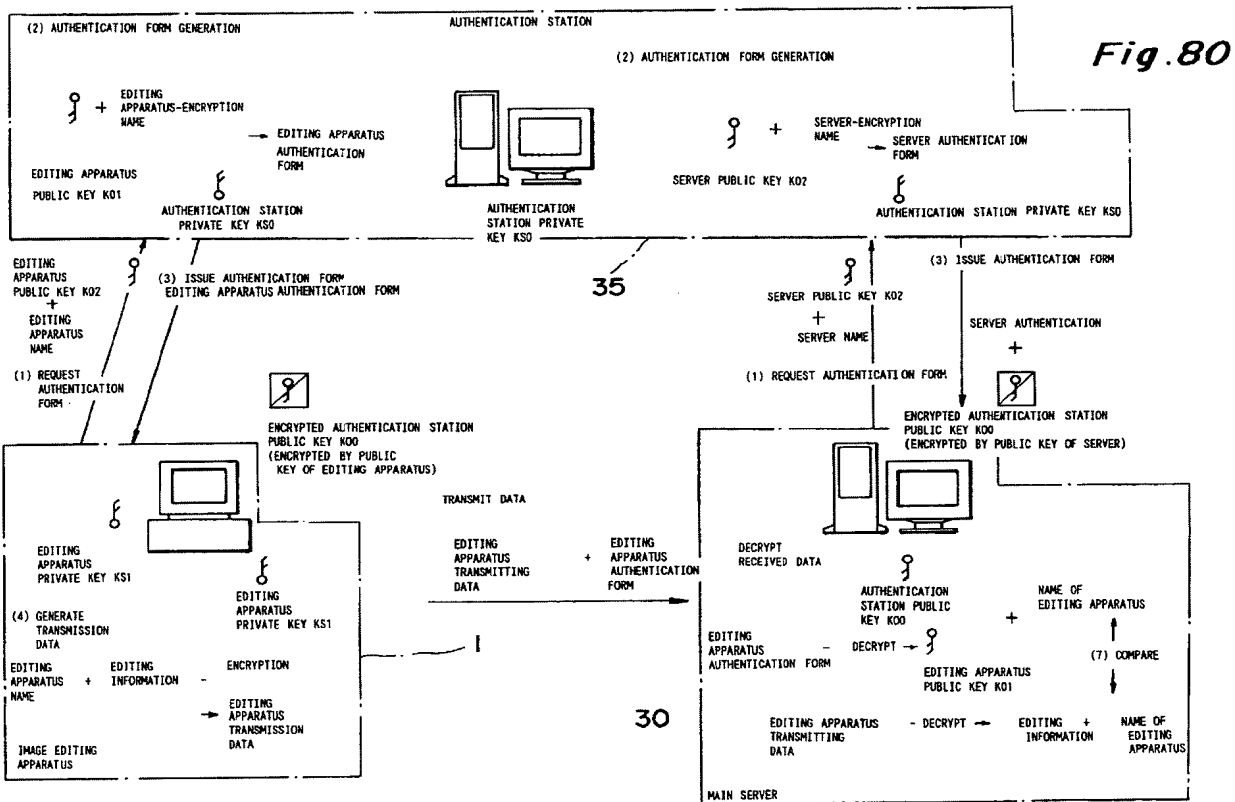 Fig.80
AUTHENTICATION STATION
(2) AUTHENTICATION FORM GENERATION
+ EDITING
APPARATUS-ENCRYPTION
NAME
→ EDITING APPARATUS
AUTHENTICATION
FORM
EDITING APPARATUS
PUBLIC KEY K01
AUTHENTICATION STATION
PRIVATE KEY KS0
AUTHENTICATION
STATION PRIVATE
KEY KS0
(2) AUTHENTICATION FORM GENERATION
+ SERVER-ENCRYPTION
NAME
→ SERVER AUTHENTICATION
FORM
SERVER PUBLIC KEY K02
AUTHENTICATION STATION PRIVATE KEY KS0
35
EDITING
APPARATUS
PUBLIC KEY K02
+
EDITING
APPARATUS
NAME
(1) REQUEST
AUTHENTICATION
FORM
(3) ISSUE AUTHENTICATION FORM
EDITING APPARATUS AUTHENTICATION FORM
ENCRYPTED AUTHENTICATION STATION
PUBLIC KEY K00
(ENCRYPTED BY PUBLIC
KEY OF EDITING APPARATUS)
SERVER PUBLIC KEY K02
+
SERVER NAME
(1) REQUEST AUTHENTICATION FORM
(3) ISSUE AUTHENTICATION FORM
SERVER AUTHENTICATION
+
ENCRYPTED AUTHENTICATION STATION
PUBLIC KEY K00
(ENCRYPTED BY PUBLIC KEY OF SERVER)
EDITING
APPARATUS
PRIVATE KEY KS1
EDITING
APPARATUS
PRIVATE KEY KS1
(4) GENERATE
TRANSMISSION
DATA
EDITING
APPARATUS
NAME
+ EDITING
INFORMATION
- ENCRYPTION
→ EDITING
APPARATUS
TRANSMISSION
DATA
IMAGE EDITING
APPARATUS
1
TRANSMIT DATA
EDITING
APPARATUS
TRANSMITTING
DATA
+ EDITING
APPARATUS
AUTHENTICATION
FORM
30
DECRYPT
RECEIVED DATA
AUTHENTICATION
STATION PUBLIC
KEY K00
+
NAME OF
EDITING APPARATUS
EDITING
APPARATUS
AUTHENTICATION FORM
- DECRYPT →
EDITING APPARATUS
PUBLIC KEY K01
(7) COMPARE
EDITING APPARATUS
TRANSMITTING
DATA
- DECRYPT →
EDITING +
INFORMATION
NAME OF
EDITING
APPARATUS
MAIN SERVER